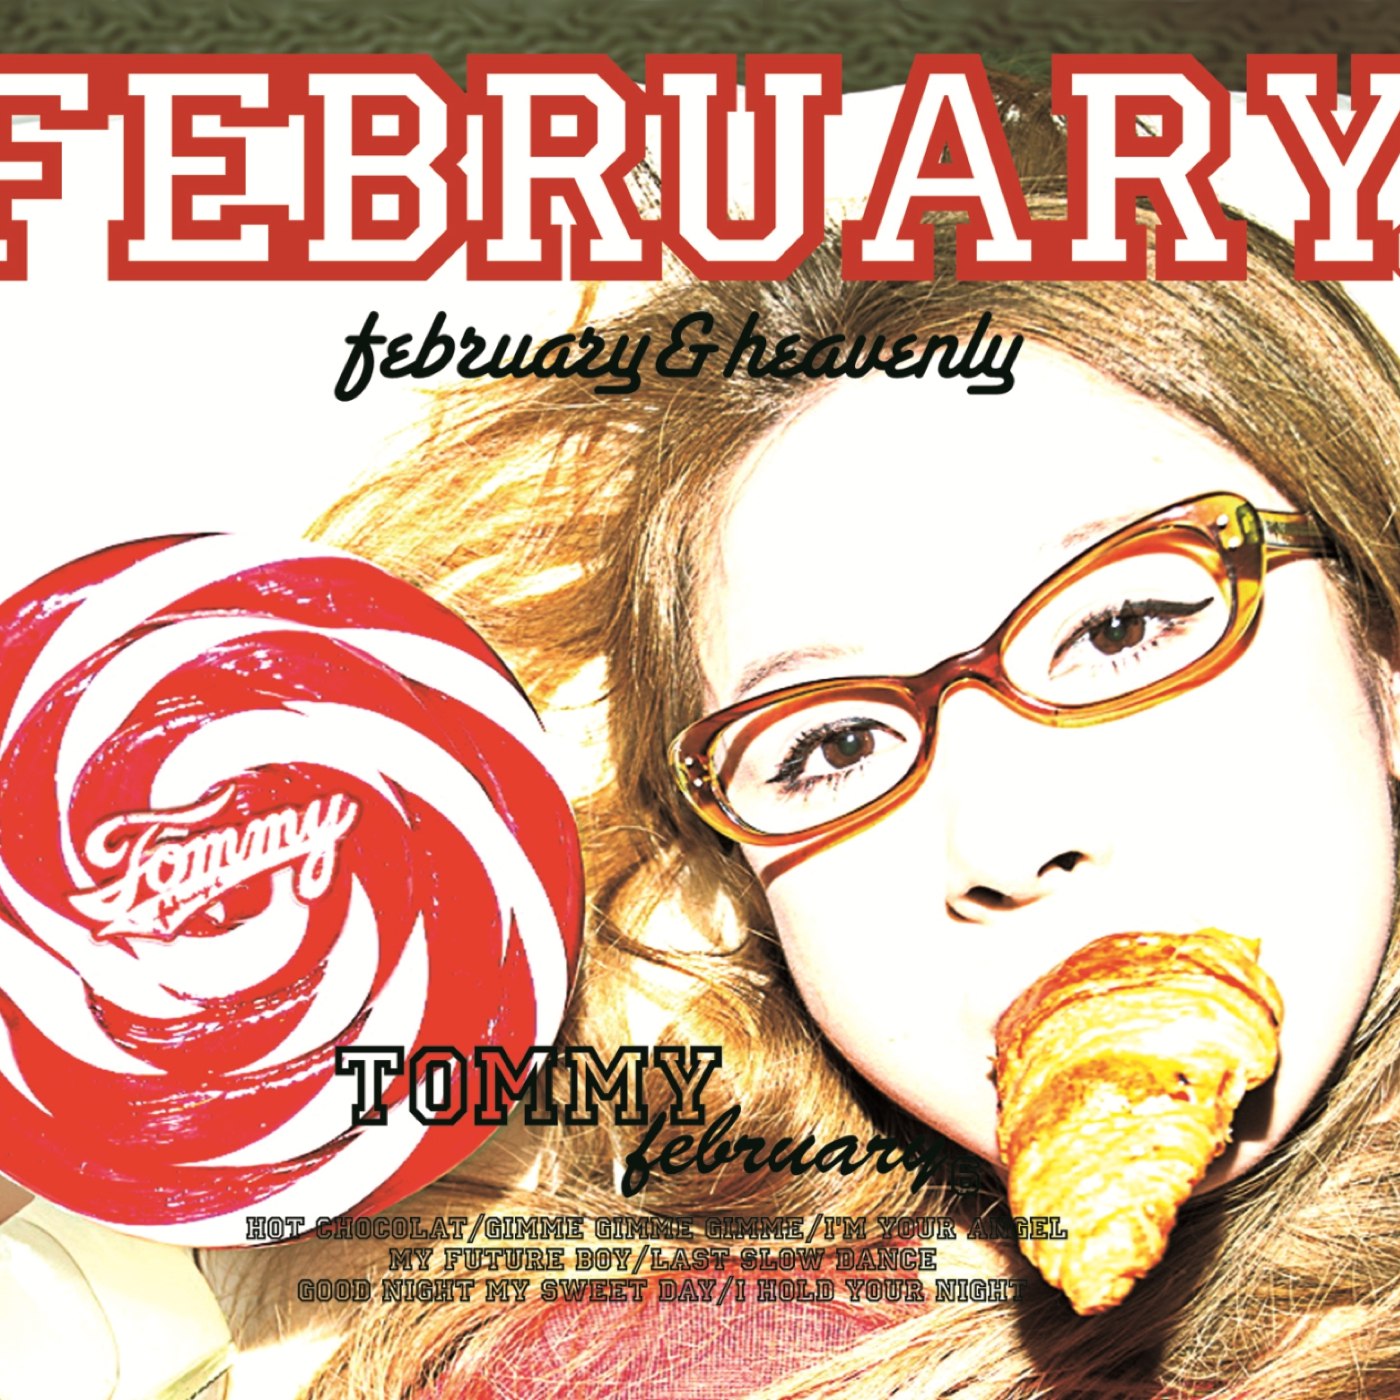 FEBRUARY
february & heavenly
Tommy
TOMMY
february6
HOT CHOCOLAT/GIMME GIMME GIMME/I'M YOUR ANGEL
MY FUTURE BOY/LAST SLOW DANCE
GOOD NIGHT MY SWEET DAY/I HOLD YOUR NIGHT